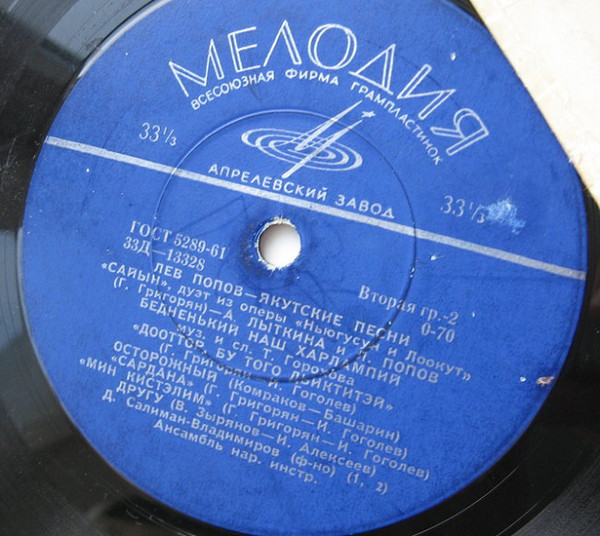 МЕЛОДИЯ
ВСЕСОЮЗНАЯ ФИРМА ГРАМПЛАСТИНОК
33⅓
АПРЕЛЕВСКИЙ ЗАВОД
33⅓
ГОСТ 5289-61
33Д—13328
Вторая гр.-2
0-70
ЛЕВ ПОПОВ—ЯКУТСКИЕ ПЕСНИ
«САЙЫН», дуэт из оперы «Ньюгусун и Лоокут»
(Г. Григорян)—А. ЛЫТКИНА и Л. ПОПОВ
БЕДНЕНЬКИЙ НАШ ХАРЛАМПИЙ
муз. и сл. Т. Горохова
«ДООТТОР, БУ ТОГО ЫЙЖТИТЭЙ»
(Г. Григорян—И. Гоголев)
ОСТОРОЖНЫЙ (Комраков—Башарин)
«САРДАНА» (Г. Григорян—И. Гоголев)
«МИН КИСТЭЛИМ» (Г. Григорян—И. Гоголев)
ДРУГУ (В. Зырянов—И. Алексеев)
Д. Салиман-Владимиров (ф-но) (1, 2)
Ансамбль нар. инстр.